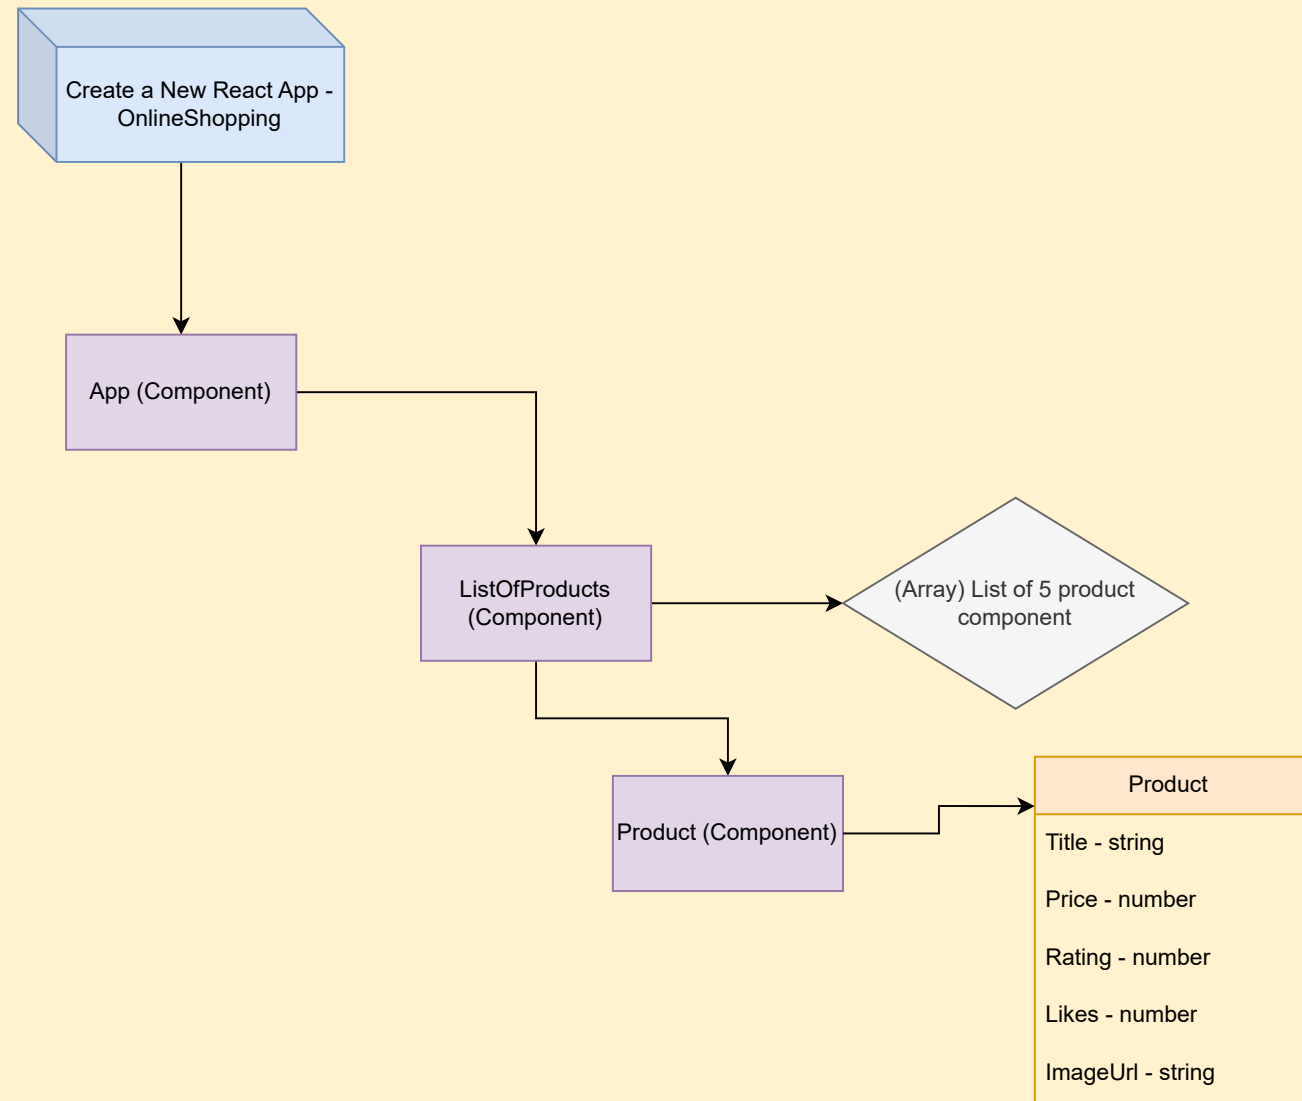 Create a New React App -
OnlineShopping
App (Component)
ListOfProducts
(Component)
(Array) List of 5 product
component
Product (Component)
Product
Title - string
Price - number
Rating - number
Likes - number
ImageUrl - string